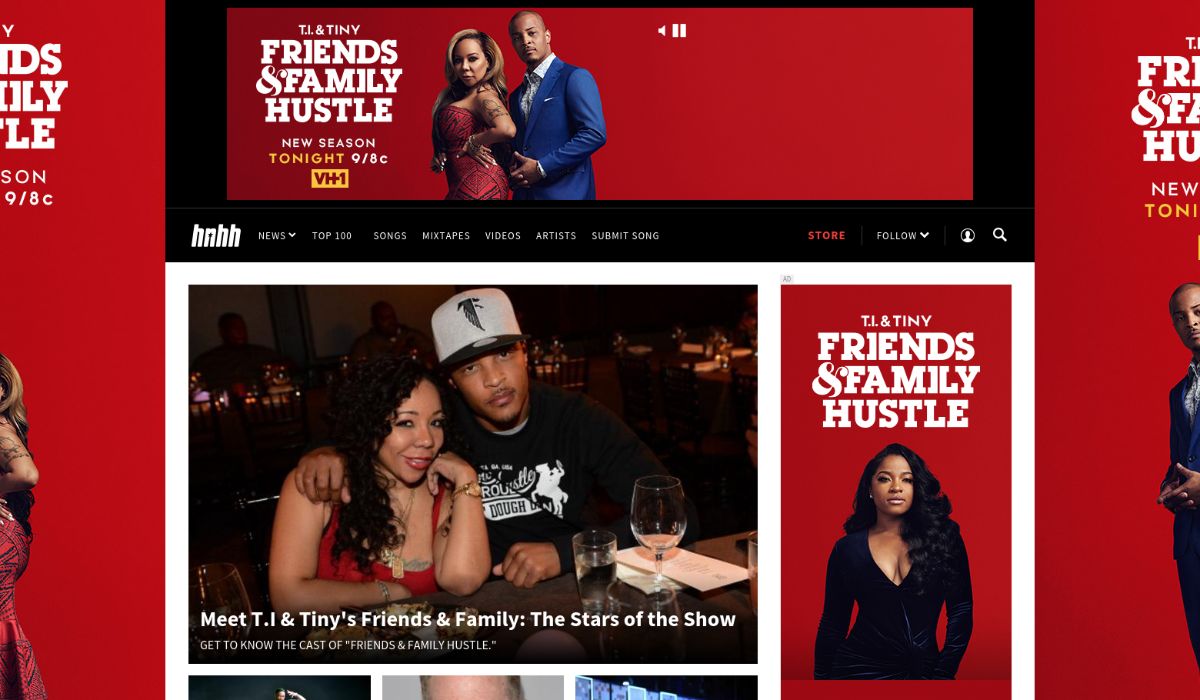 T.I. & TINY
FRIENDS
& FAMILY
HUSTLE
NEW SEASON
TONIGHT 9/8c
VH1
Y
NDS
ILY
TLE
SON
9/8c
T.I
FRI
&FA
HU
NEW
TONI
hnhh
NEWS
TOP 100
SONGS
MIXTAPES
VIDEOS
ARTISTS
SUBMIT SONG
STORE
FOLLOW
AD
T.I. & TINY
FRIENDS
& FAMILY
HUSTLE
DOUGH
Meet T.I & Tiny's Friends & Family: The Stars of the Show
GET TO KNOW THE CAST OF "FRIENDS & FAMILY HUSTLE."